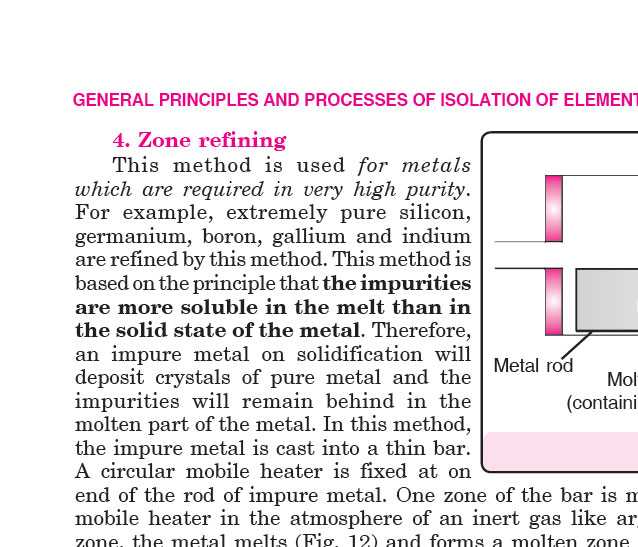 GENERAL PRINCIPLES AND PROCESSES OF ISOLATION OF ELEMENT
4. Zone refining
This method is used for metals
which are required in very high purity.
For example, extremely pure silicon,
germanium, boron, gallium and indium
are refined by this method. This method is
based on the principle that the impurities
are more soluble in the melt than in
the solid state of the metal. Therefore,
an impure metal on solidification will
deposit crystals of pure metal and the
impurities will remain behind in the
molten part of the metal. In this method,
the impure metal is cast into a thin bar.
A circular mobile heater is fixed at on
end of the rod of impure metal. One zone of the bar is
mobile heater in the atmosphere of an inert gas like
zone, the metal melts (Fig. 12) and forms a molten zone
Metal rod
Mol
(containi